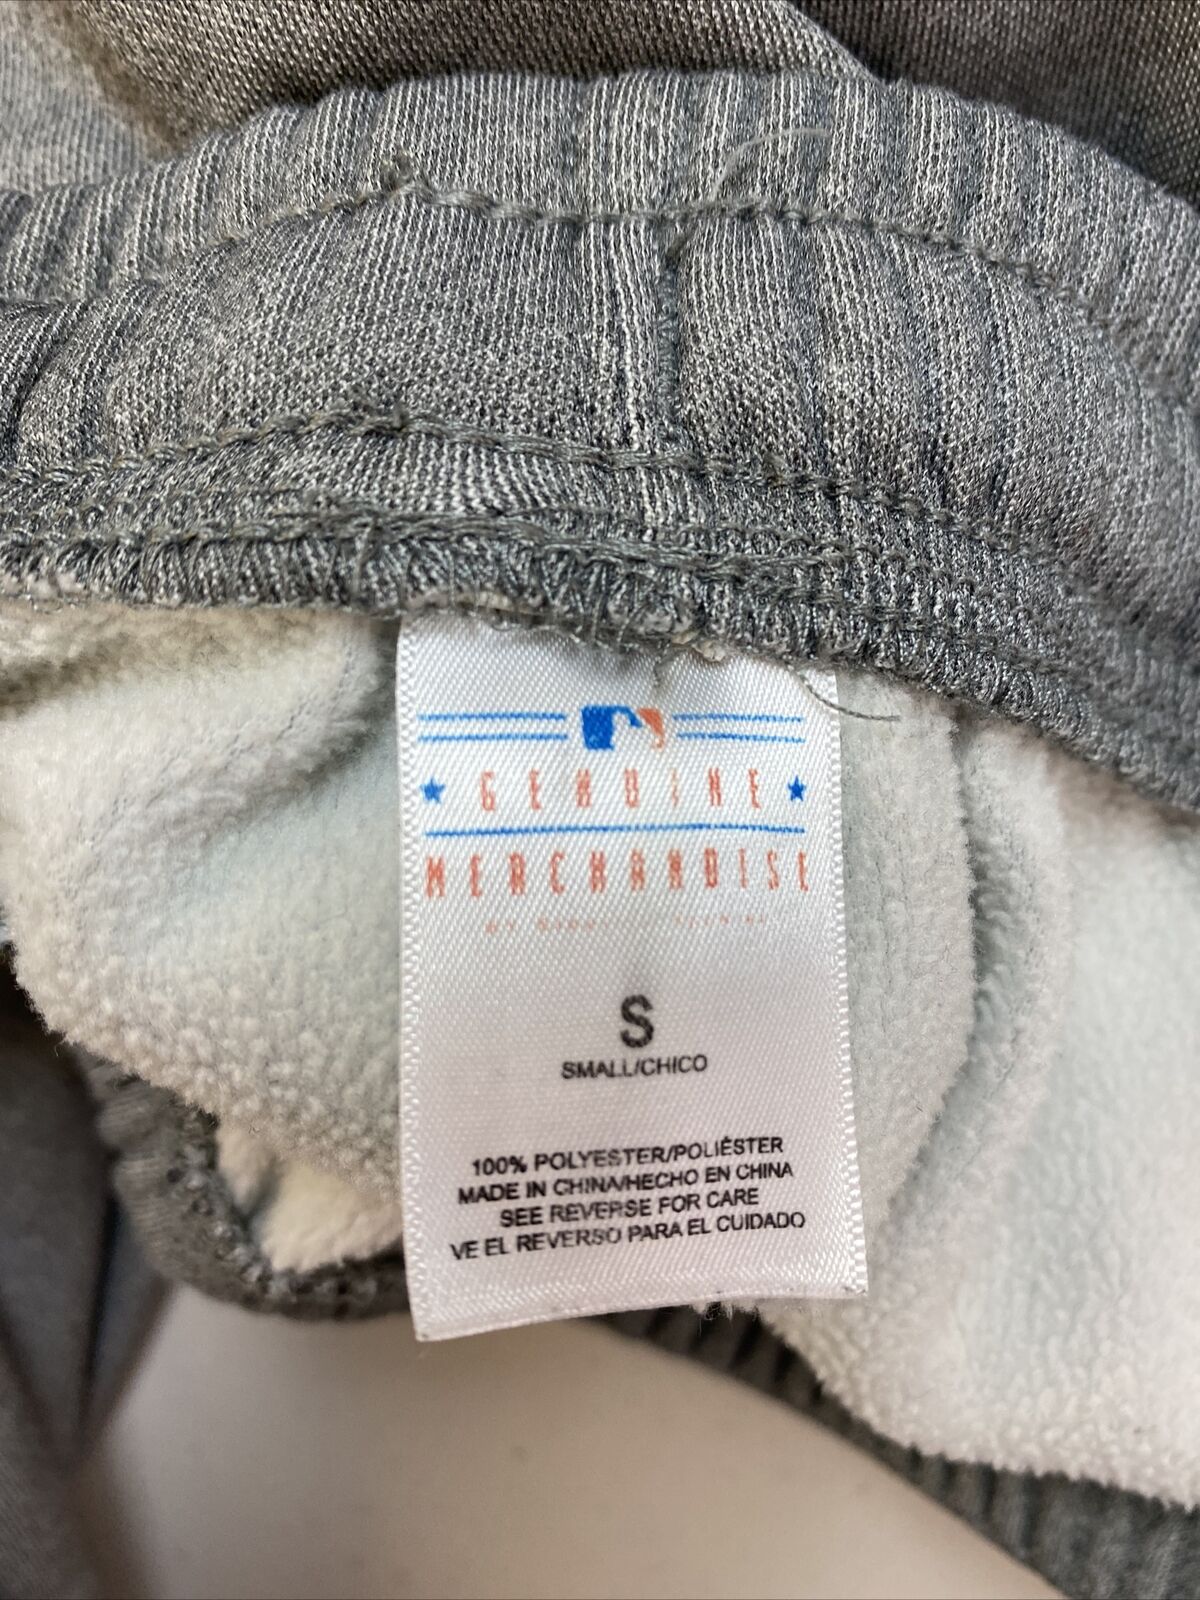 GENUINE
MERCHANDISE
S
SMALL/CHICO
100% POLYESTER/POLIÉSTER
MADE IN CHINA/HECHO EN CHINA
SEE REVERSE FOR CARE
VE EL REVERSO PARA EL CUIDADO